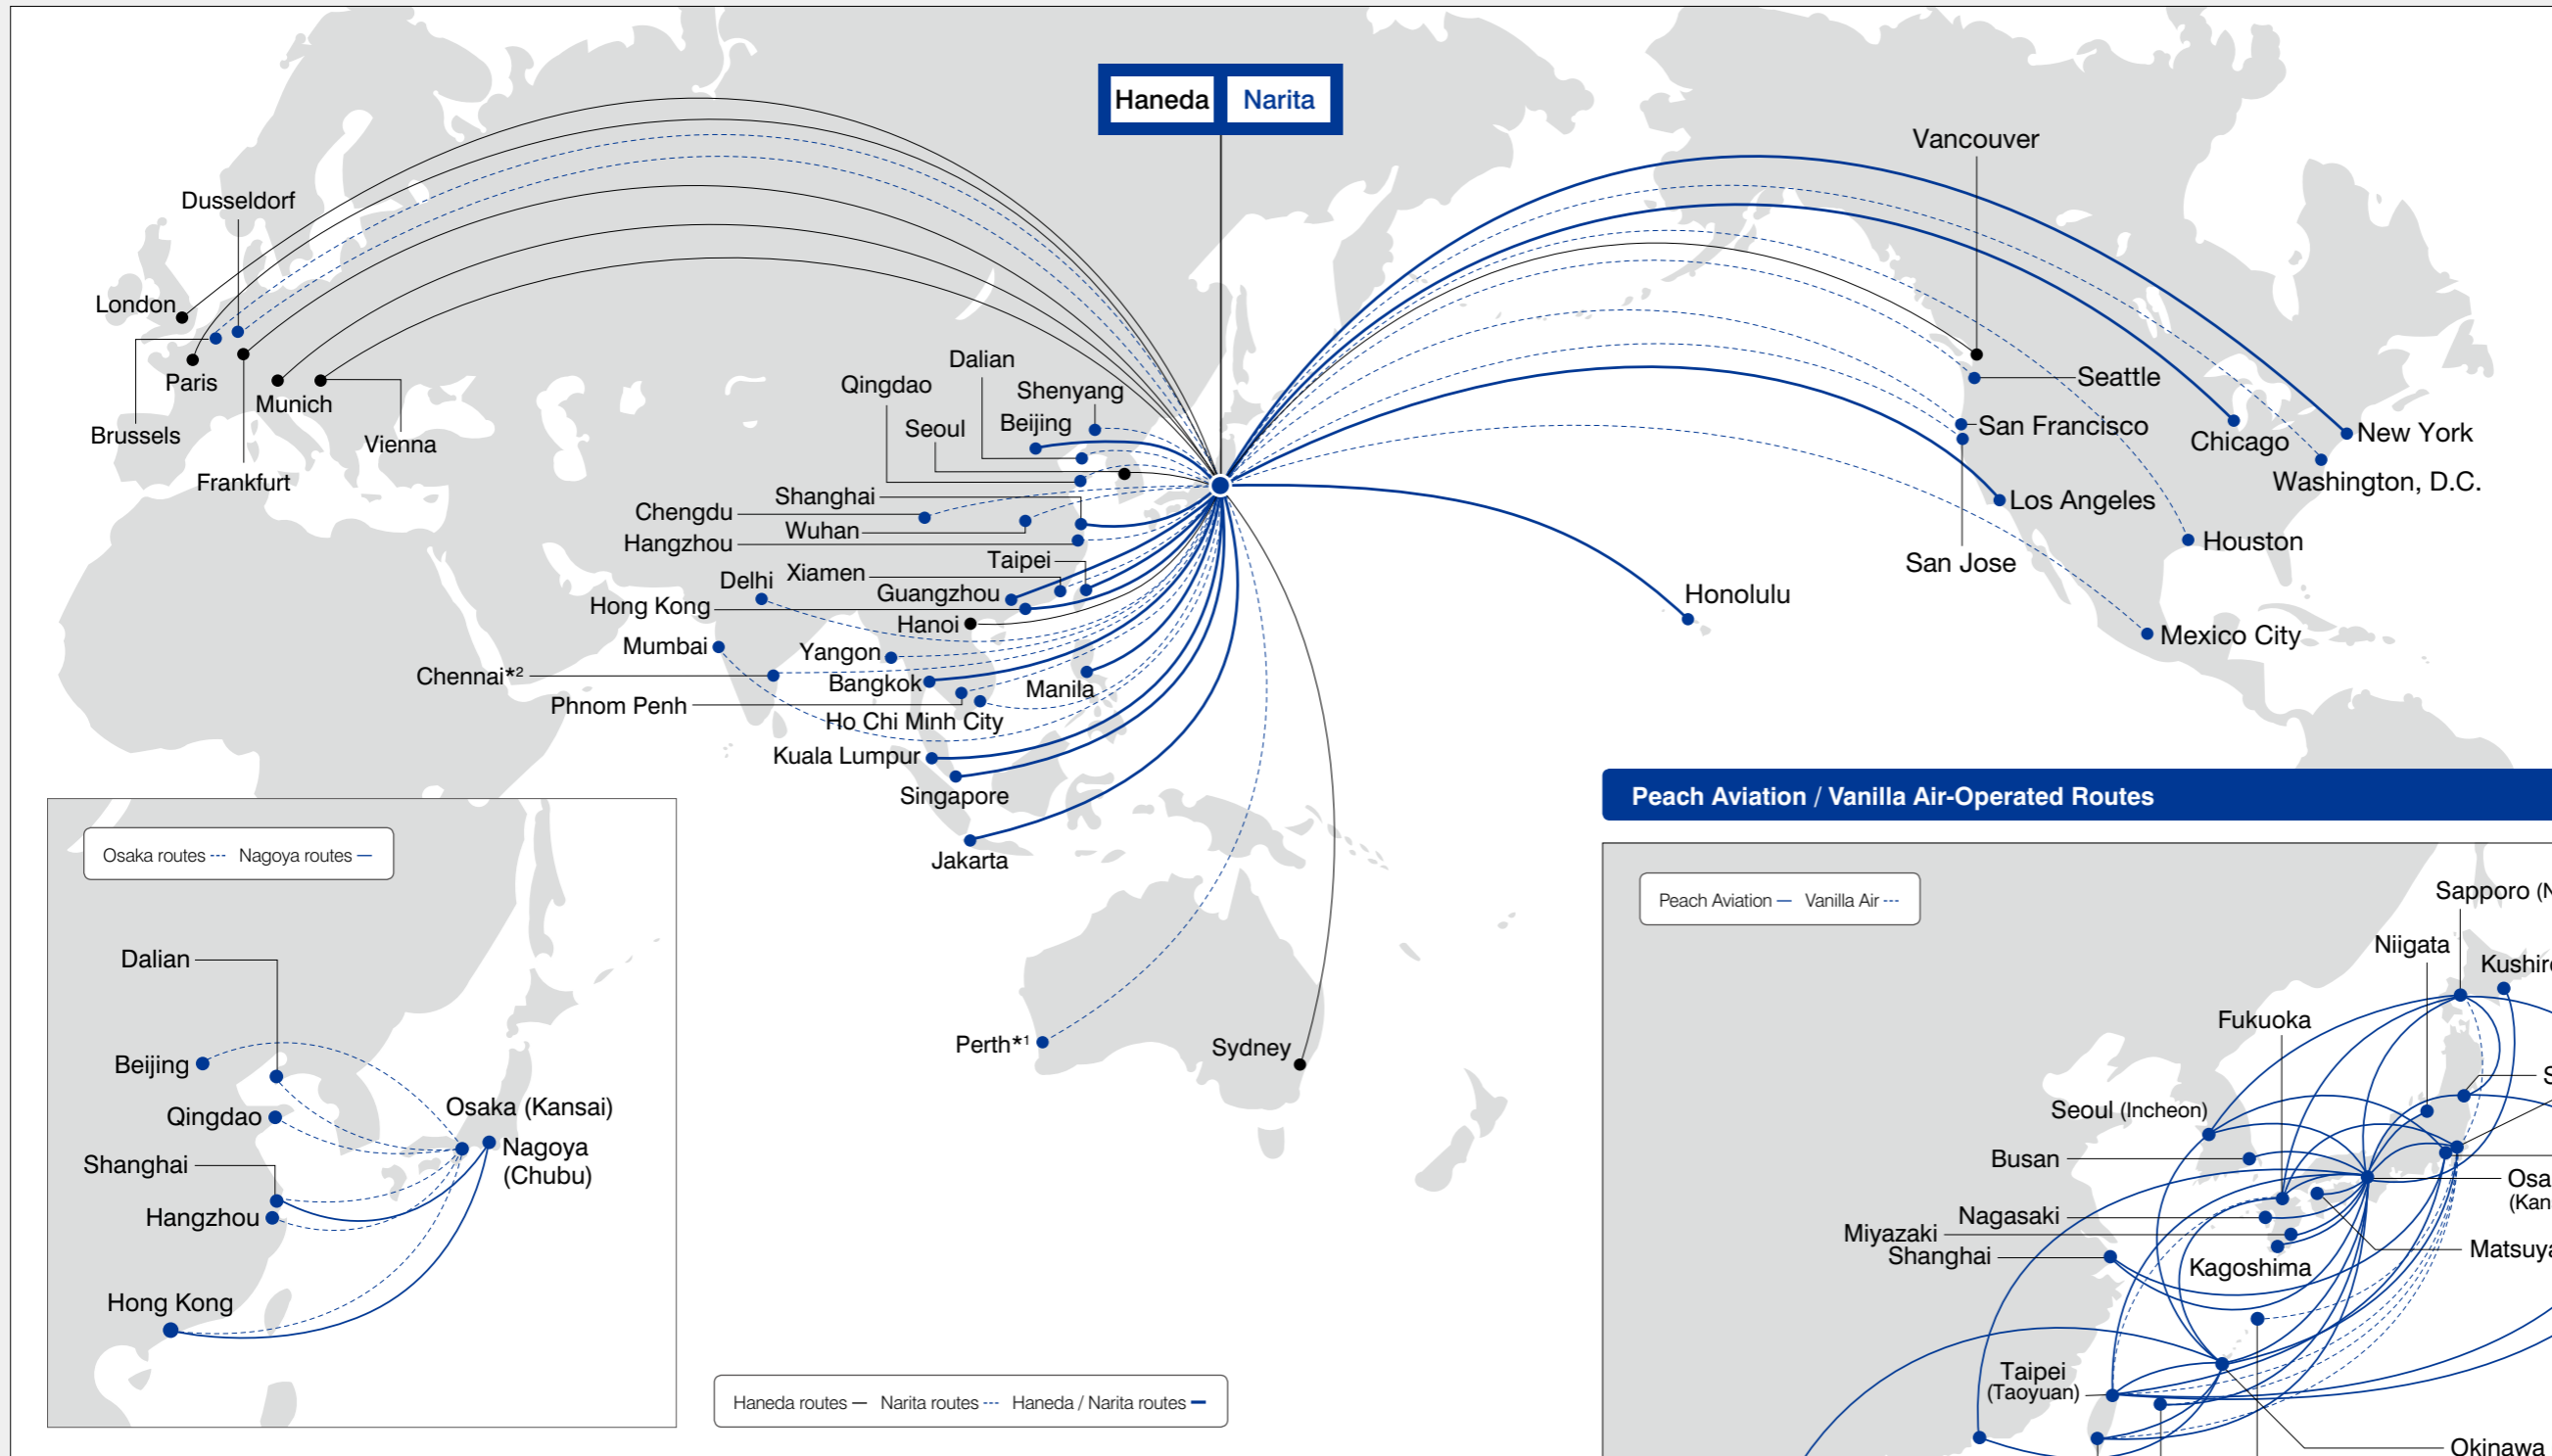 Haneda
Narita
Vancouver
Dusseldorf
London
Paris
Munich
Brussels
Vienna
Frankfurt
Dalian
Qingdao
Shenyang
Beijing
Seoul
Shanghai
Chengdu
Wuhan
Hangzhou
Taipei
Xiamen
Delhi
Guangzhou
Hong Kong
Hanoi
Mumbai
Yangon
Chennai*2
Bangkok
Manila
Phnom Penh
Ho Chi Minh City
Kuala Lumpur
Singapore
Jakarta
Perth*1
Sydney
Seattle
San Francisco
Chicago
New York
Washington, D.C.
Los Angeles
Houston
San Jose
Honolulu
Mexico City
Osaka routes
Nagoya routes
Dalian
Beijing
Qingdao
Osaka (Kansai)
Nagoya
(Chubu)
Shanghai
Hangzhou
Hong Kong
Haneda routes
Narita routes
Haneda / Narita routes
Peach Aviation / Vanilla Air-Operated Routes
Peach Aviation
Vanilla Air
Sapporo (N
Niigata
Kushir
Fukuoka
S
Seoul (Incheon)
Busan
Osa
(Kan
Nagasaki
Miyazaki
Shanghai
Matsuya
Kagoshima
Taipei
(Taoyuan)
Okinawa